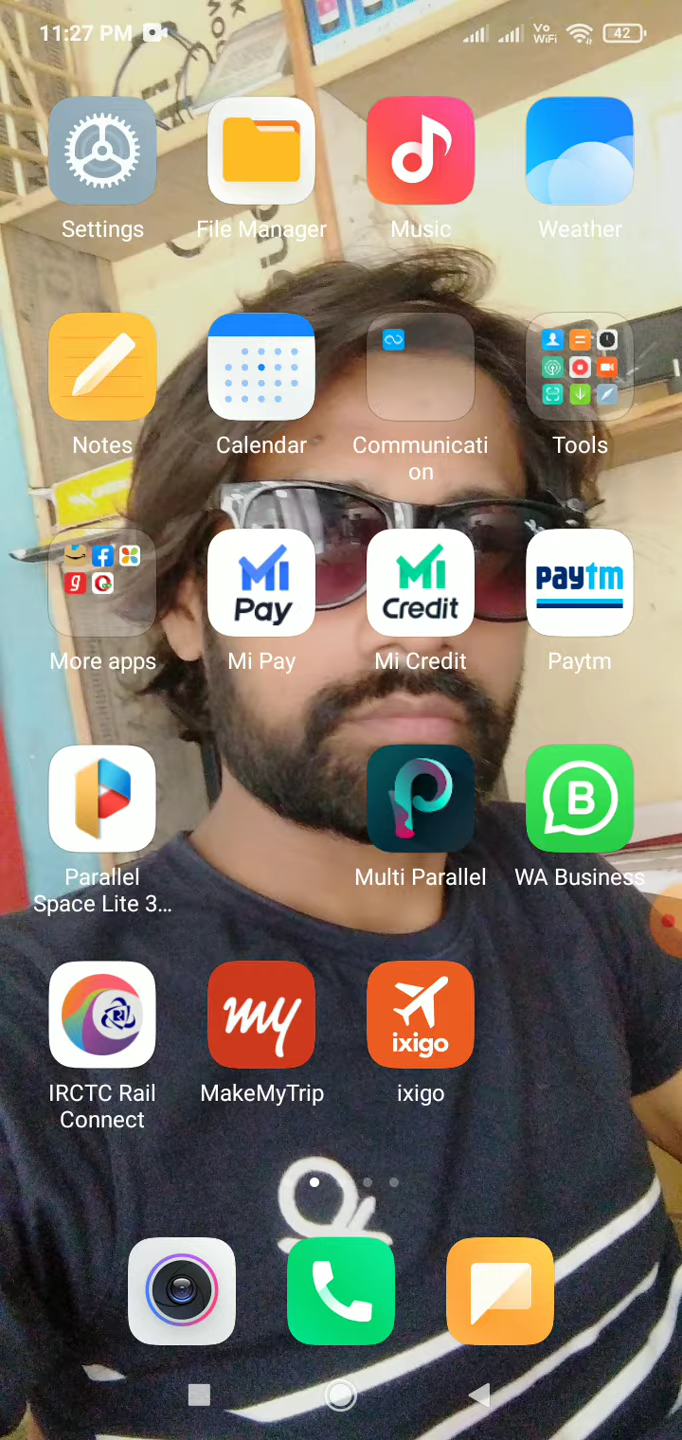 11:27 PM
Vo
WiFi
42
Settings
File Manager
Music
Weather
Notes
Calendar
Communicati
on
Tools
g
Mi
Pay
Mi
Credit
paytm
More apps
Mi Pay
Mi Credit
Paytm
B
Parallel
Space Lite 3...
Multi Parallel
WA Business
my
ixigo
IRCTC Rail
Connect
MakeMyTrip
ixigo